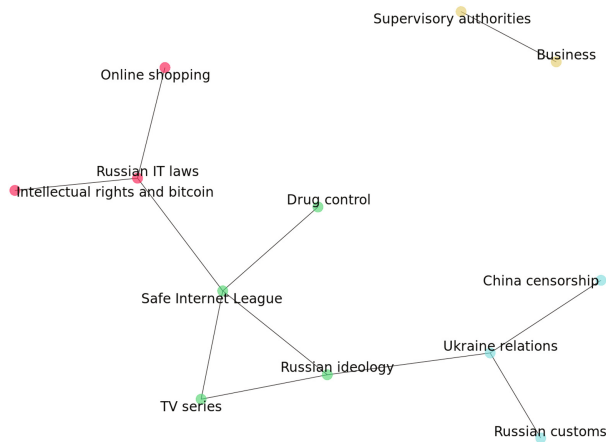 Supervisory authorities
Business
Online shopping
Russian IT laws
Intellectual rights and bitcoin
Drug control
China censorship
Safe Internet League
Ukraine relations
Russian ideology
TV series
Russian customs